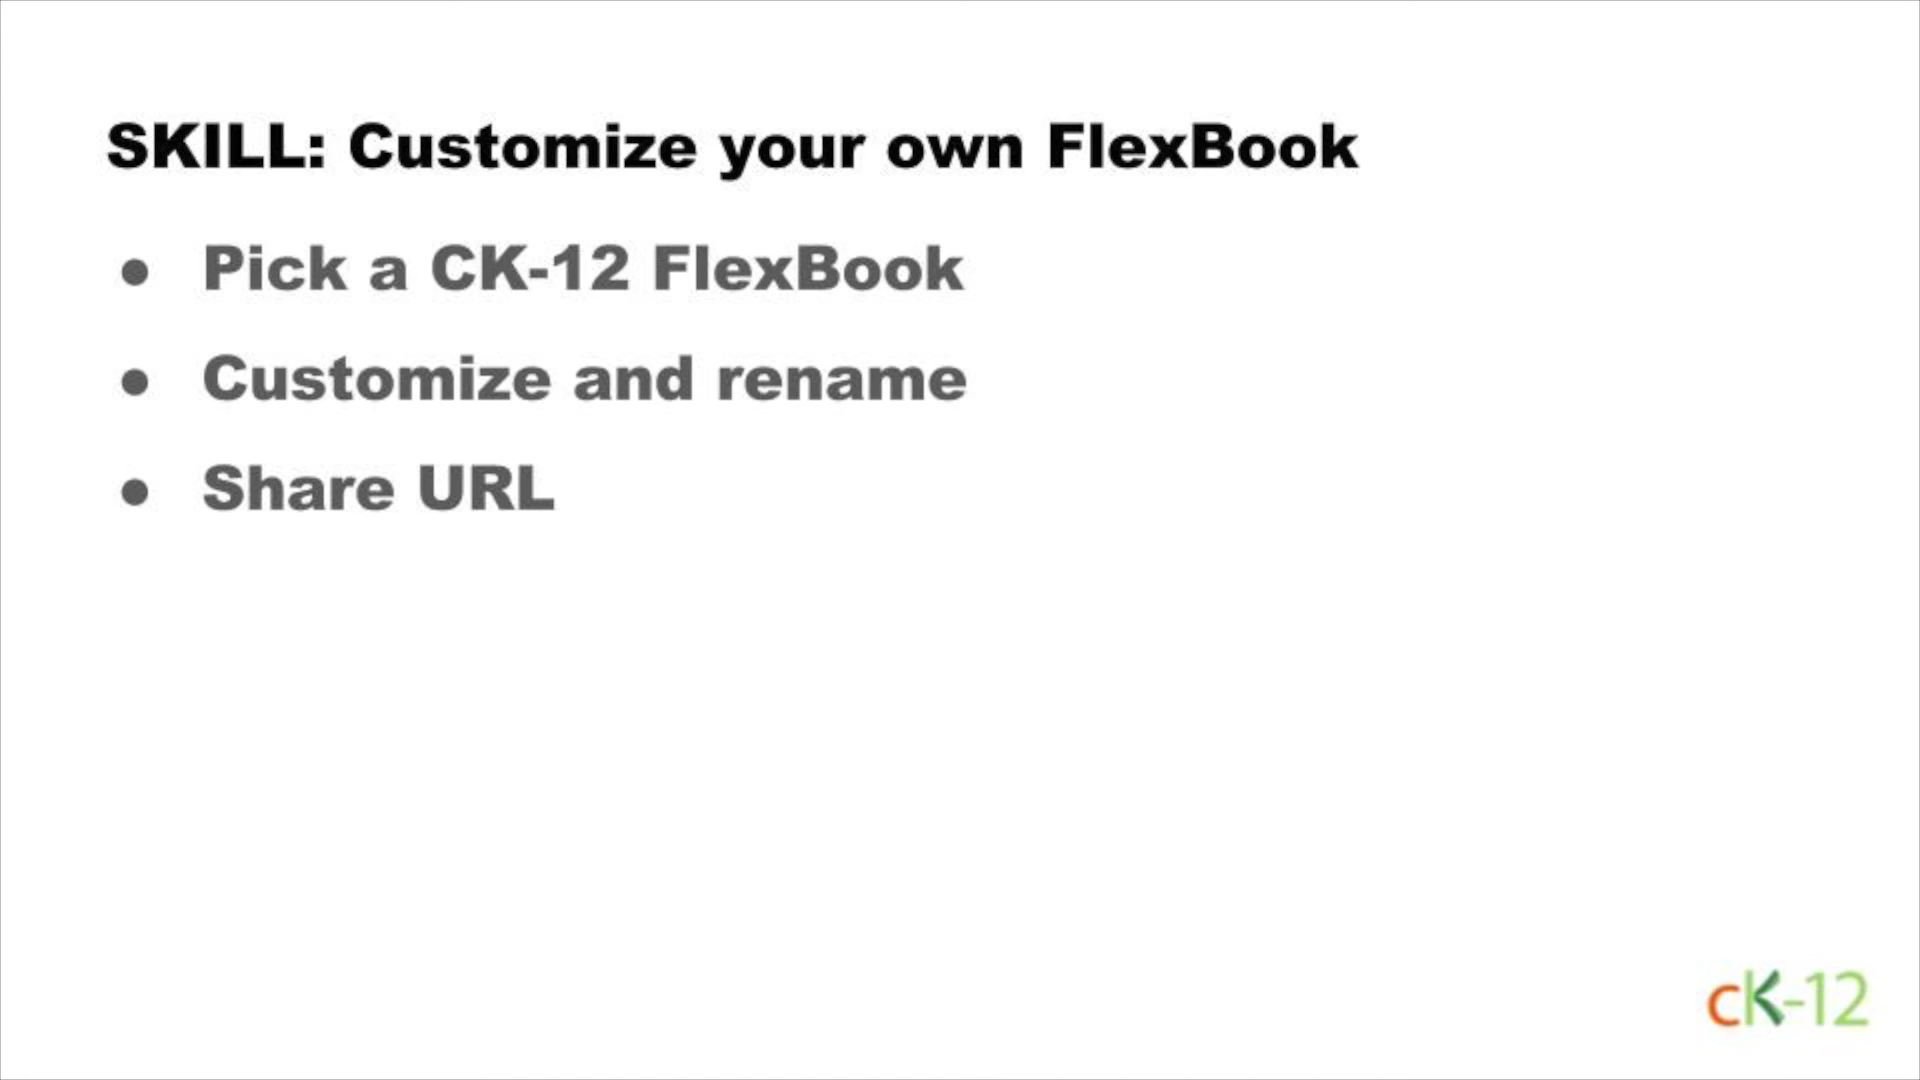 SKILL: Customize your own FlexBook
● Pick a CK-12 FlexBook
● Customize and rename
● Share URL
cK-12